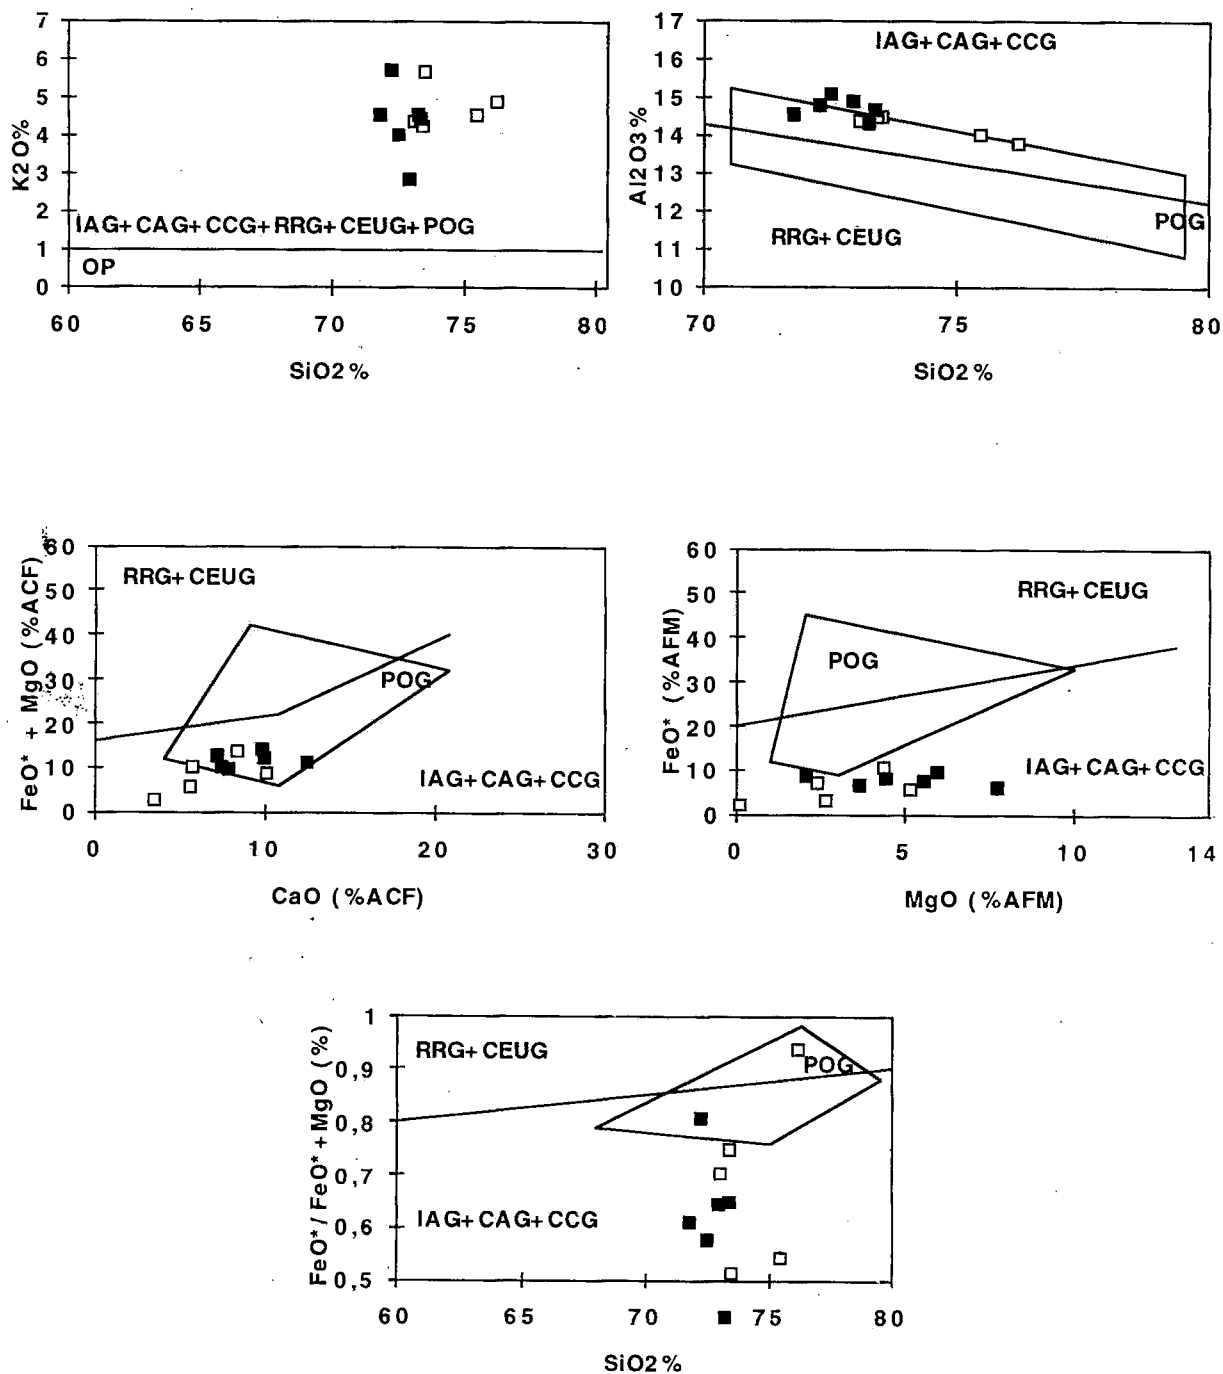 7
6
5
4
3
2
1
0
K2O%
IAG+CAG+CCG+RRG+CEUG+POG
OP
60 65 70 75 80
SiO2%
17
16
15
14
13
12
11
10
Al2O3%
IAG+CAG+CCG
POG
RRG+CEUG
70 75 80
SiO2%
60
50
40
30
20
10
0
FeO* + MgO (%ACF)
RRG+CEUG
POG
IAG+CAG+CCG
0 10 20 30
CaO (%ACF)
60
50
40
30
20
10
0
FeO* (%AFM)
RRG+CEUG
POG
IAG+CAG+CCG
0 5 10 14
MgO (%AFM)
1
0,9
0,8
0,7
0,6
0,5
FeO*/FeO*+MgO (%)
RRG+CEUG
POG
IAG+CAG+CCG
60 65 70 75 80
SiO2%